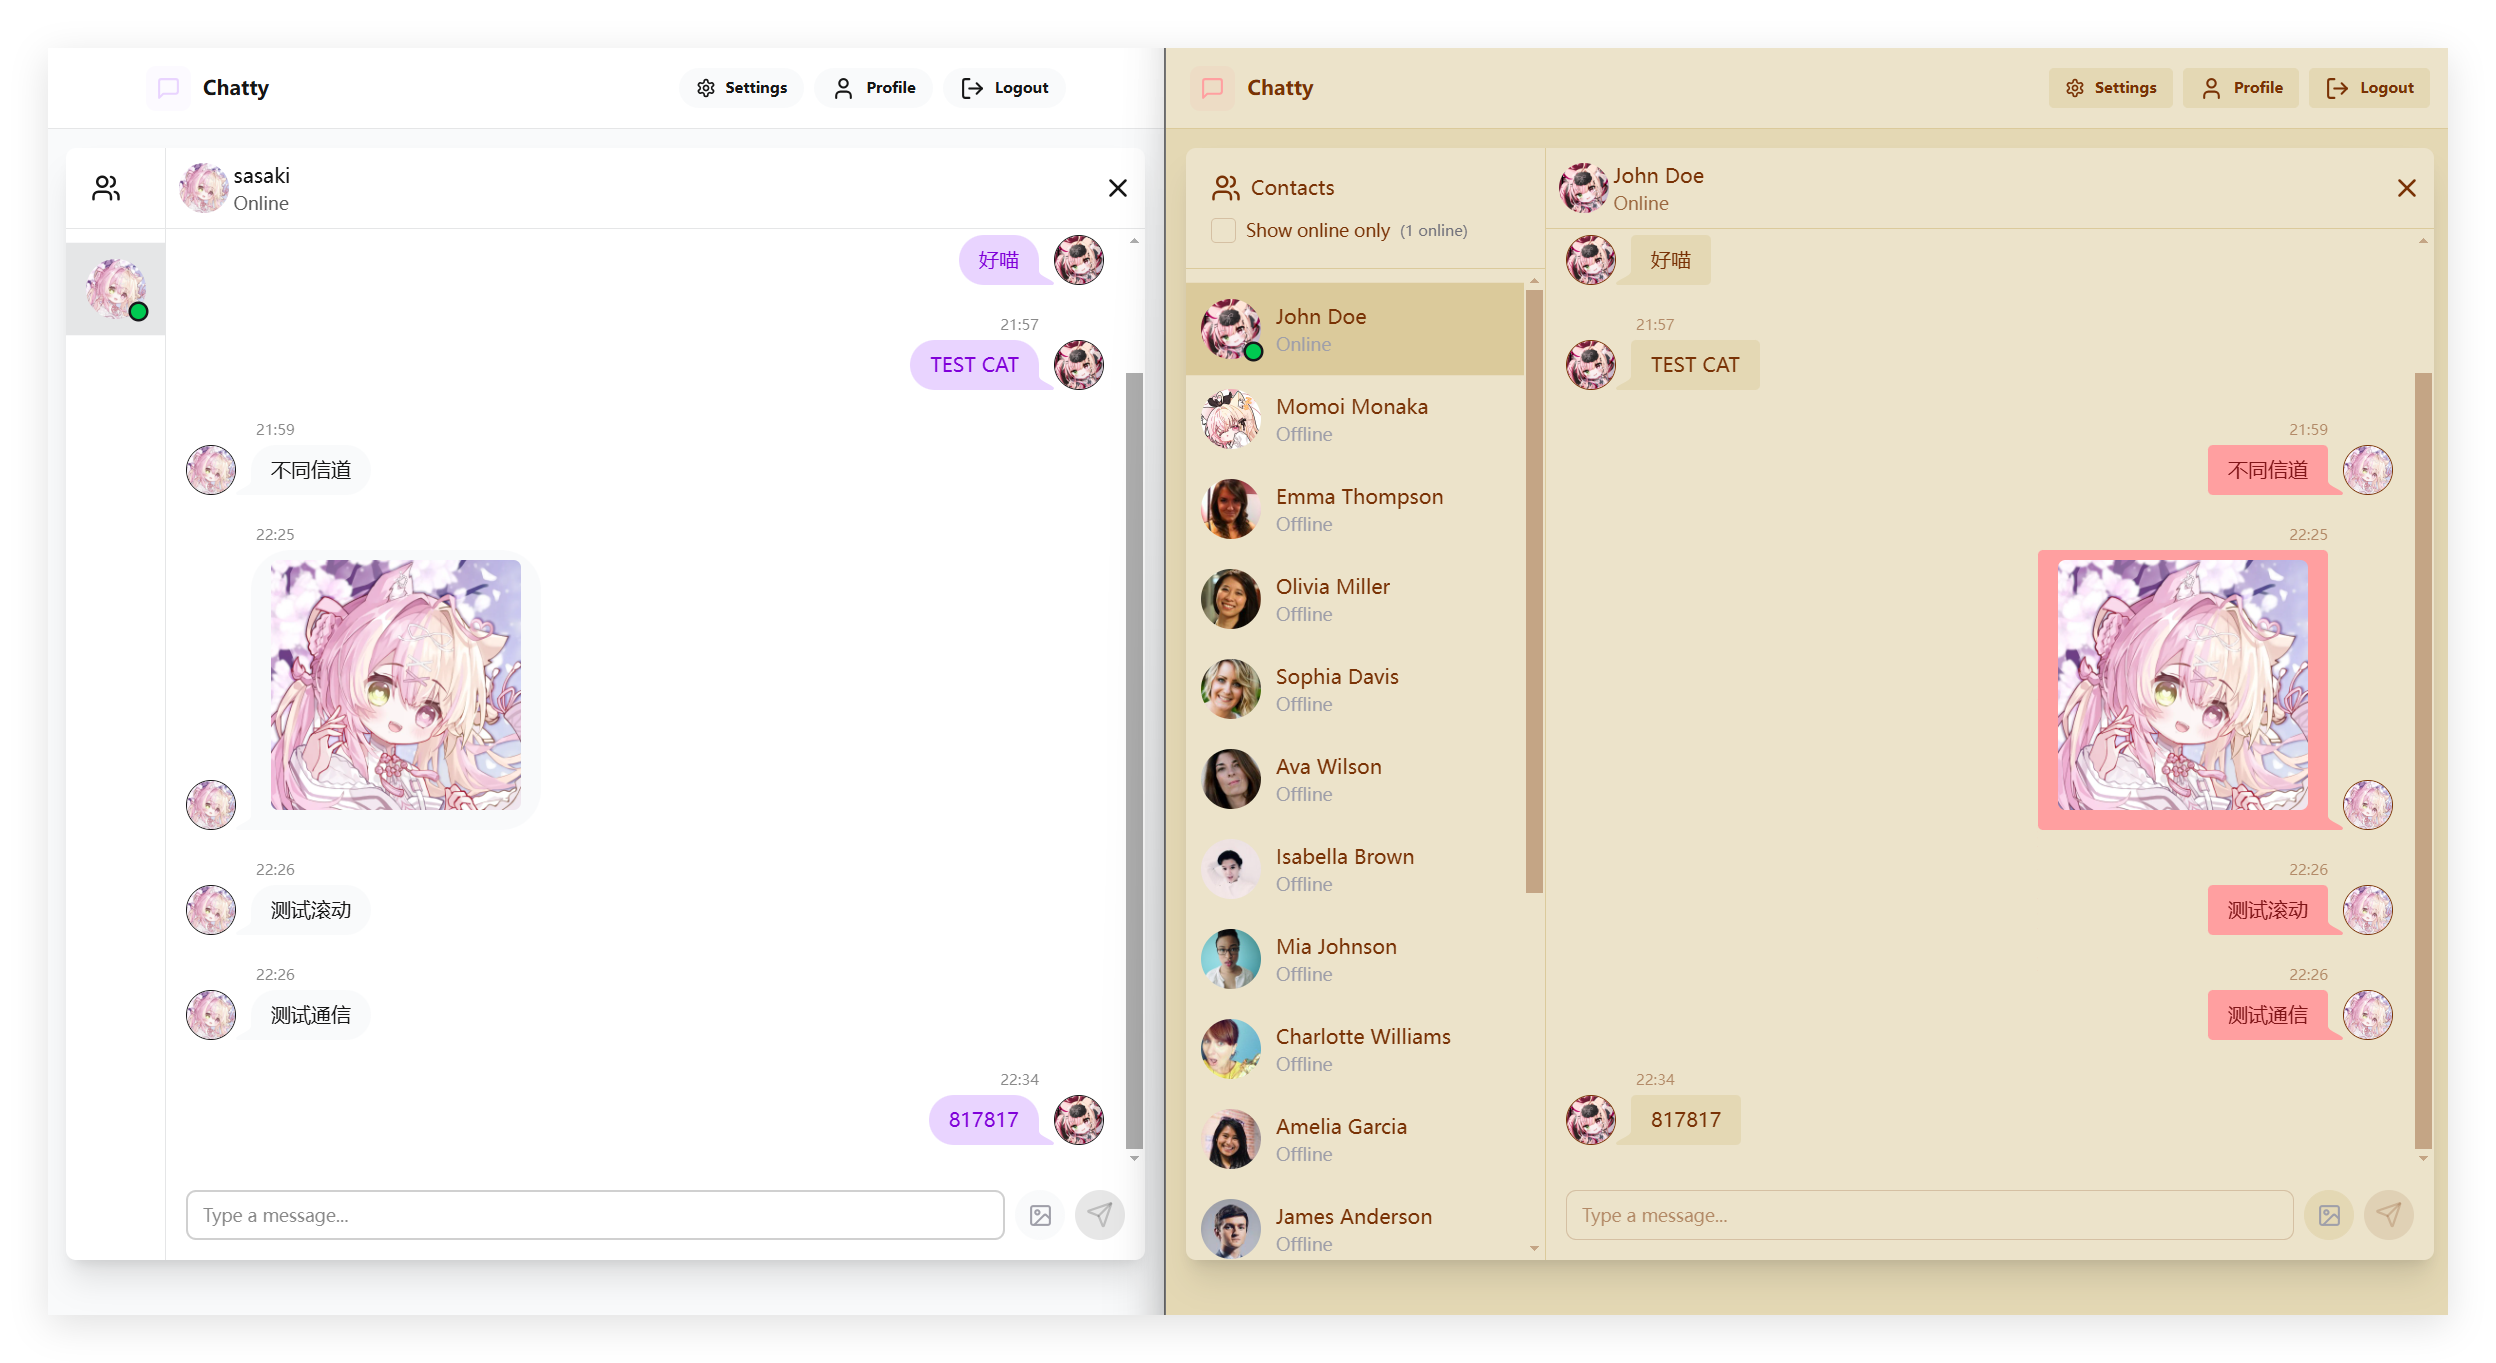 Chatty
Settings
Profile
Logout
sasaki
Online
好喵
21:57
TEST CAT
21:59
不同信道
22:25
22:26
测试滚动
22:26
测试通信
22:34
817817
Type a message...
Chatty
Settings
Profile
Logout
Contacts
Show online only (1 online)
John Doe
Online
Momoi Monaka
Offline
Emma Thompson
Offline
Olivia Miller
Offline
Sophia Davis
Offline
Ava Wilson
Offline
Isabella Brown
Offline
Mia Johnson
Offline
Charlotte Williams
Offline
Amelia Garcia
Offline
James Anderson
Offline
John Doe
Online
好喵
21:57
TEST CAT
21:59
不同信道
22:25
22:26
测试滚动
22:26
测试通信
22:34
817817
Type a message...